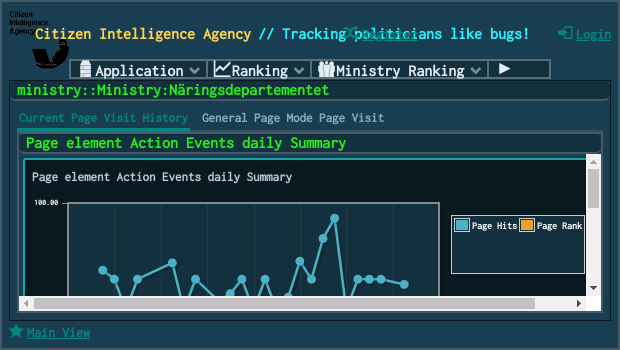 Citizen
Intelligence
Agency
Citizen Intelligence Agency // Tracking politicians like bugs!
Register
Login
Application
Ranking
Ministry Ranking
ministry::Ministry:Näringsdepartementet
Current Page Visit History
General Page Mode Page Visit
Page element Action Events daily Summary
Page element Action Events daily Summary
100.00
Page Hits
Page Rank
Main View